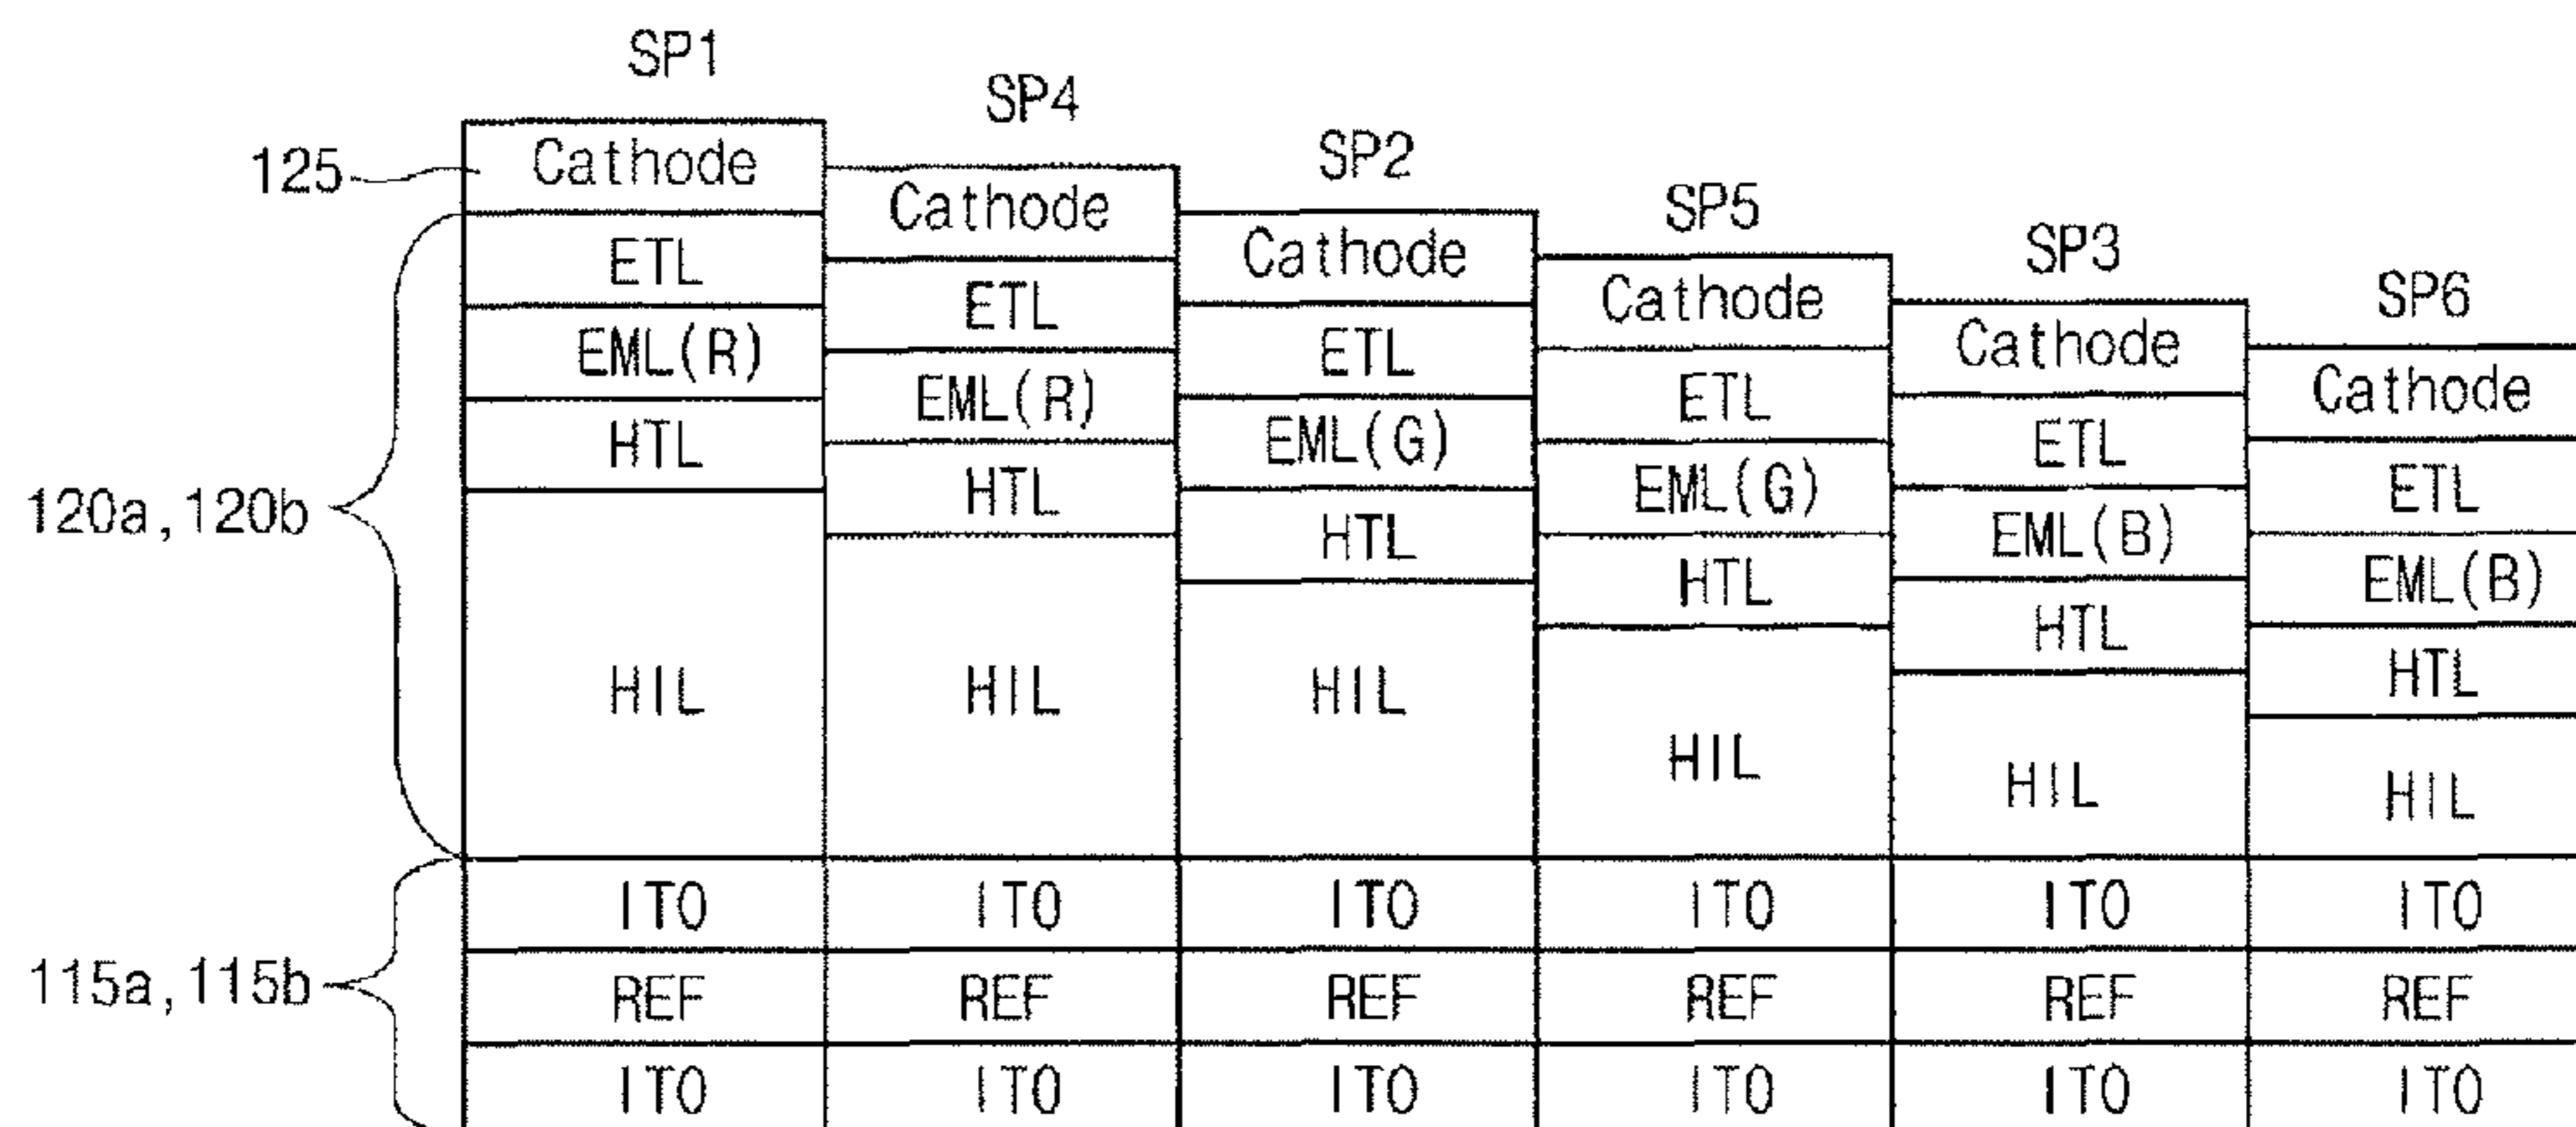 SP1
SP4
SP2
SP5
SP3
SP6
125
Cathode
Cathode
Cathode
Cathode
Cathode
Cathode
ETL
ETL
ETL
ETL
ETL
ETL
EML(R)
EML(R)
EML(G)
EML(G)
EML(B)
EML(B)
HTL
HTL
HTL
HTL
HTL
HTL
120a, 120b
HIL
HIL
HIL
HIL
HIL
HIL
ITO
ITO
ITO
ITO
ITO
ITO
115a, 115b
REF
REF
REF
REF
REF
REF
ITO
ITO
ITO
ITO
ITO
ITO